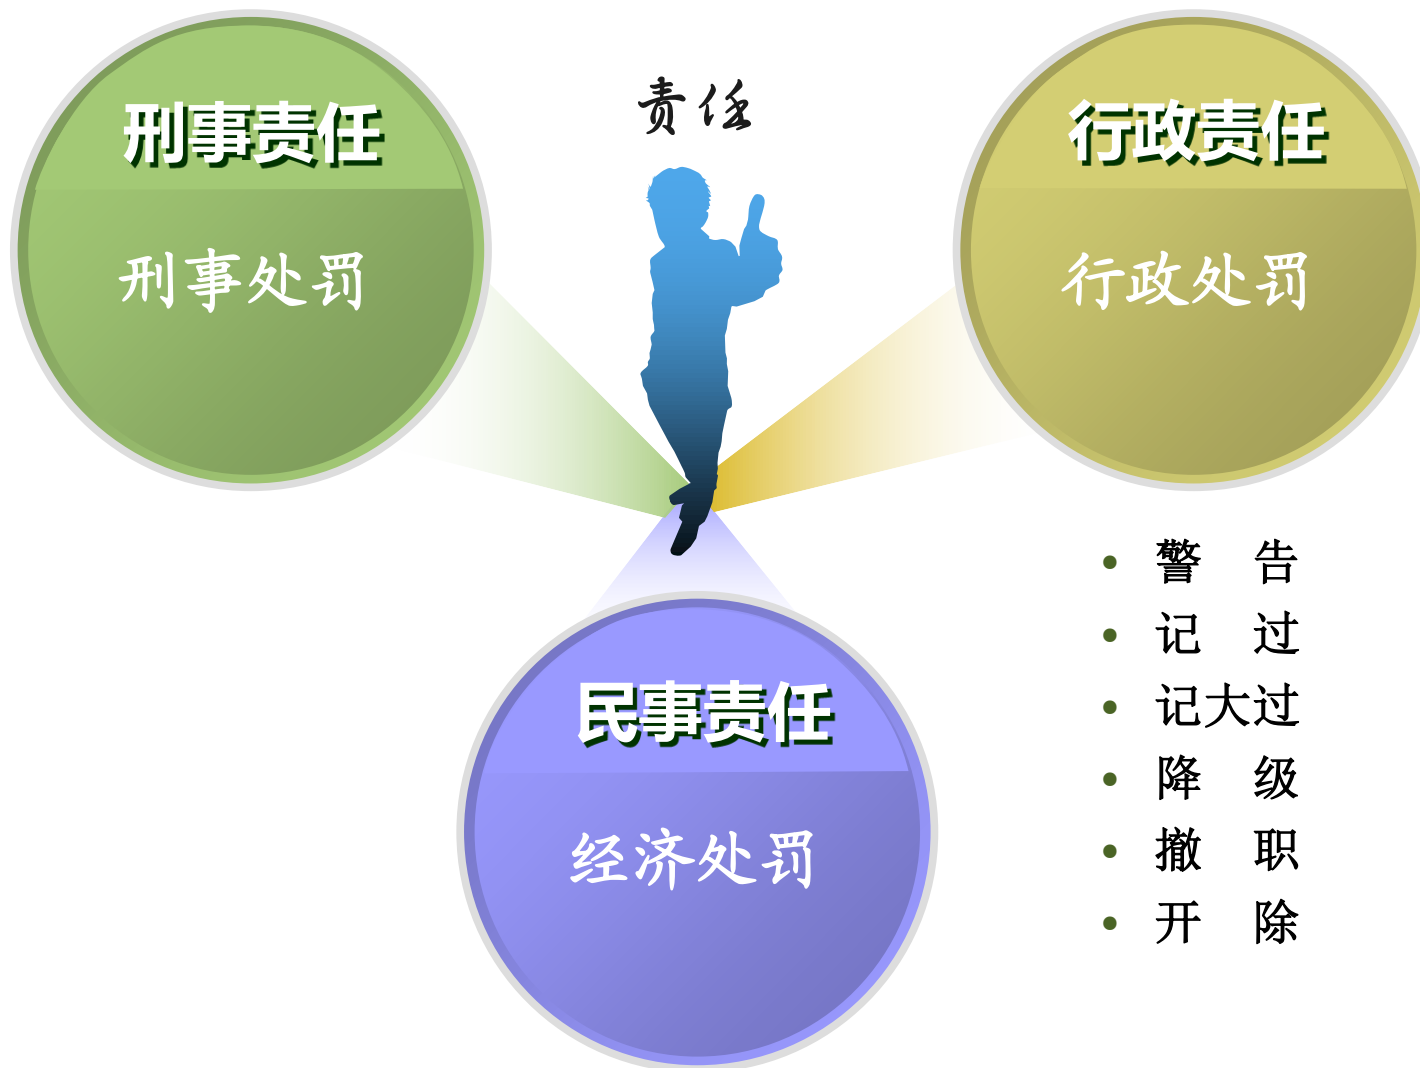 责任
刑事责任
刑事处罚
行政责任
行政处罚
民事责任
经济处罚
• 警 告
• 记 过
• 记大过
• 降 级
• 撤 职
• 开 除